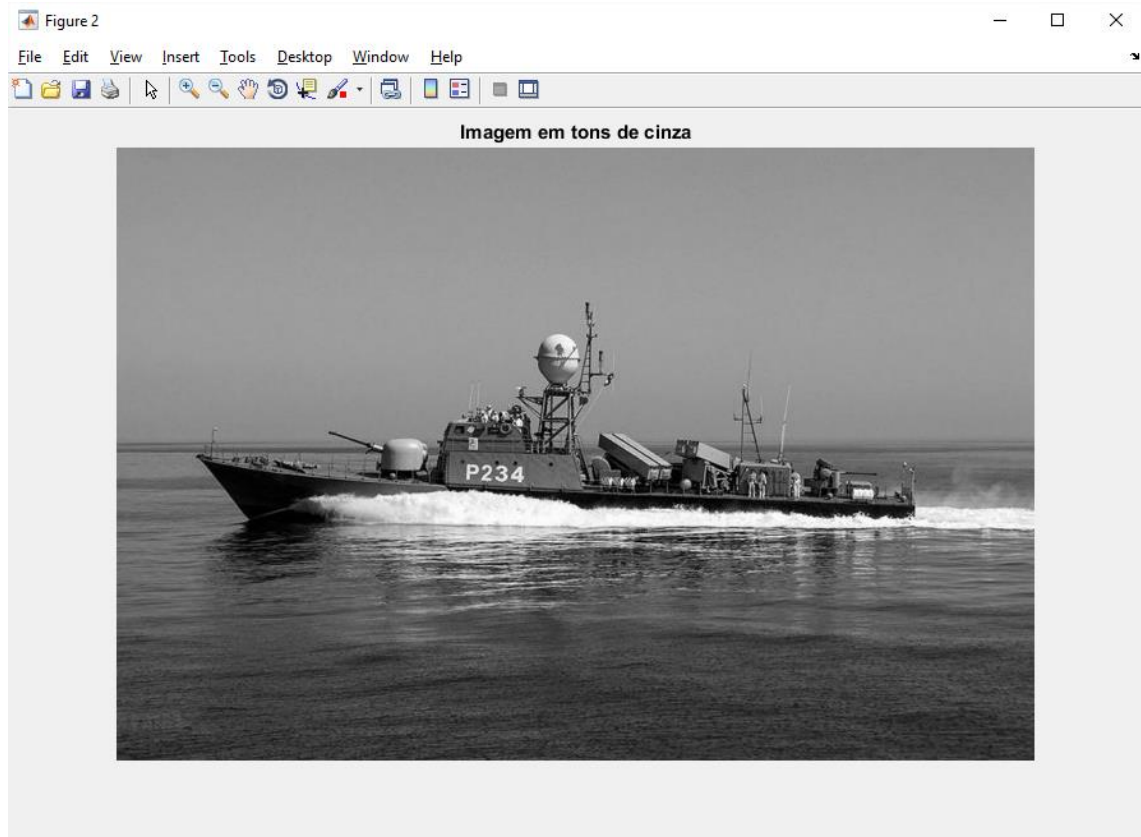 Figure 2
File Edit View Insert Tools Desktop Window Help
Imagem em tons de cinza
P234